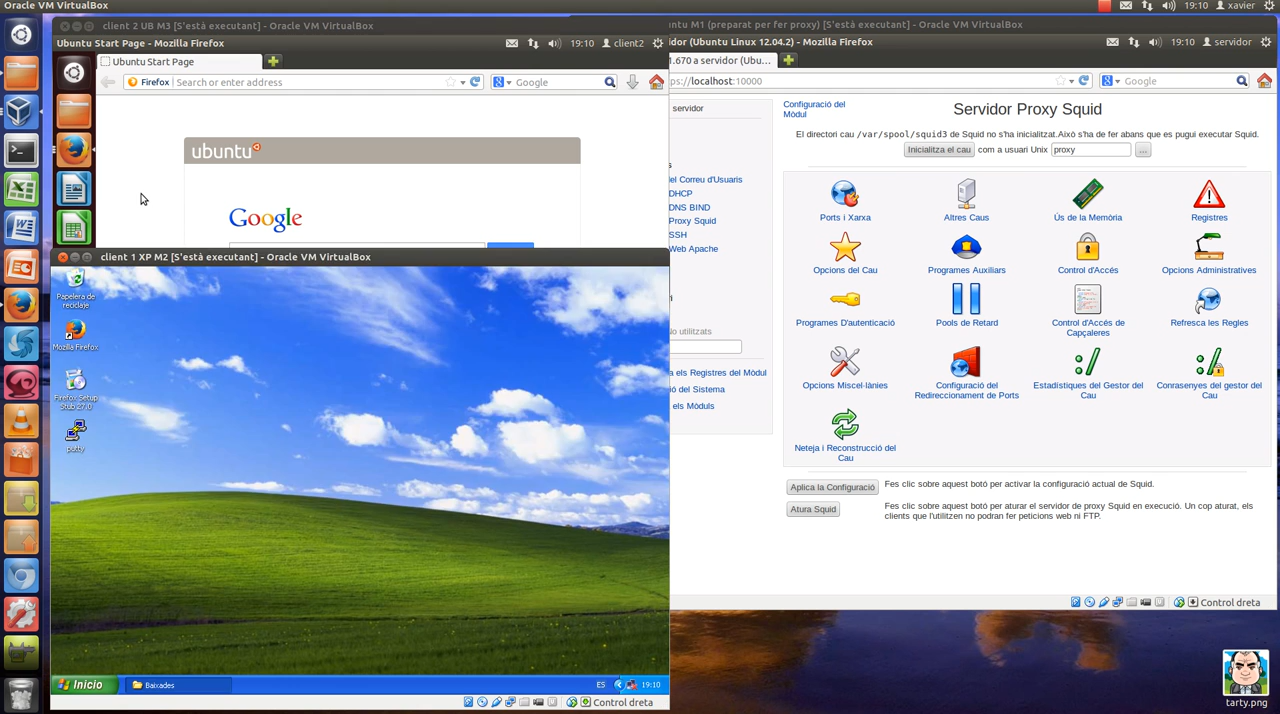 Oracle VM VirtualBox
19:10
xavier
client 2 UB M3 [S'està executant] - Oracle VM VirtualBox
Ubuntu Start Page - Mozilla Firefox
19:10
client2
Ubuntu Start Page
Firefox
Search or enter address
Google
ubuntu
Google
client 1 XP M2 [S'està executant] - Oracle VM VirtualBox
Papelera de
reciclaje
Mozilla Firefox
Firefox Setup
Stub 27.0
putty
Inicio
Baixades
ES
19:10
Control dreta
untu M1 (preparat per fer proxy) [S'està executant] - Oracle VM VirtualBox
idor (Ubuntu Linux 12.04.2) - Mozilla Firefox
19:10
servidor
1.670 a servidor (Ubu...
ps://localhost:10000
Google
servidor
el Correu d'Usuaris
DHCP
DNS BIND
Proxy Squid
SSH
Web Apache
No utilitzats
a els Registres del Mòdul
ió del Sistema
els Mòduls
Configuració del
Mòdul
Servidor Proxy Squid
El directori cau /var/spool/squid3 de Squid no s'ha inicialitzat.Això s'ha de fer abans que es pugui executar Squid.
Inicialitza el cau com a usuari Unix proxy ...
Ports i Xarxa
Altres Caus
Ús de la Memòria
Registres
Opcions del Cau
Programes Auxiliars
Control d'Accés
Opcions Administratives
Programes D'autenticació
Pools de Retard
Control d'Accés de
Capçaleres
Refresca les Regles
Opcions Miscel·lànies
Configuració del
Redireccionament de Ports
Estadístiques del Gestor del
Cau
Conrasenyes del gestor del
Cau
Neteja i Reconstrucció del
Cau
Aplica la Configuració
Fes clic sobre aquest botó per activar la configuració actual de Squid.
Atura Squid
Fes clic sobre aquest botó per aturar el servidor de proxy Squid en execució. Un cop aturat, els
clients que l'utilitzen no podran fer peticions web ni FTP.
Control dreta
tarty.png